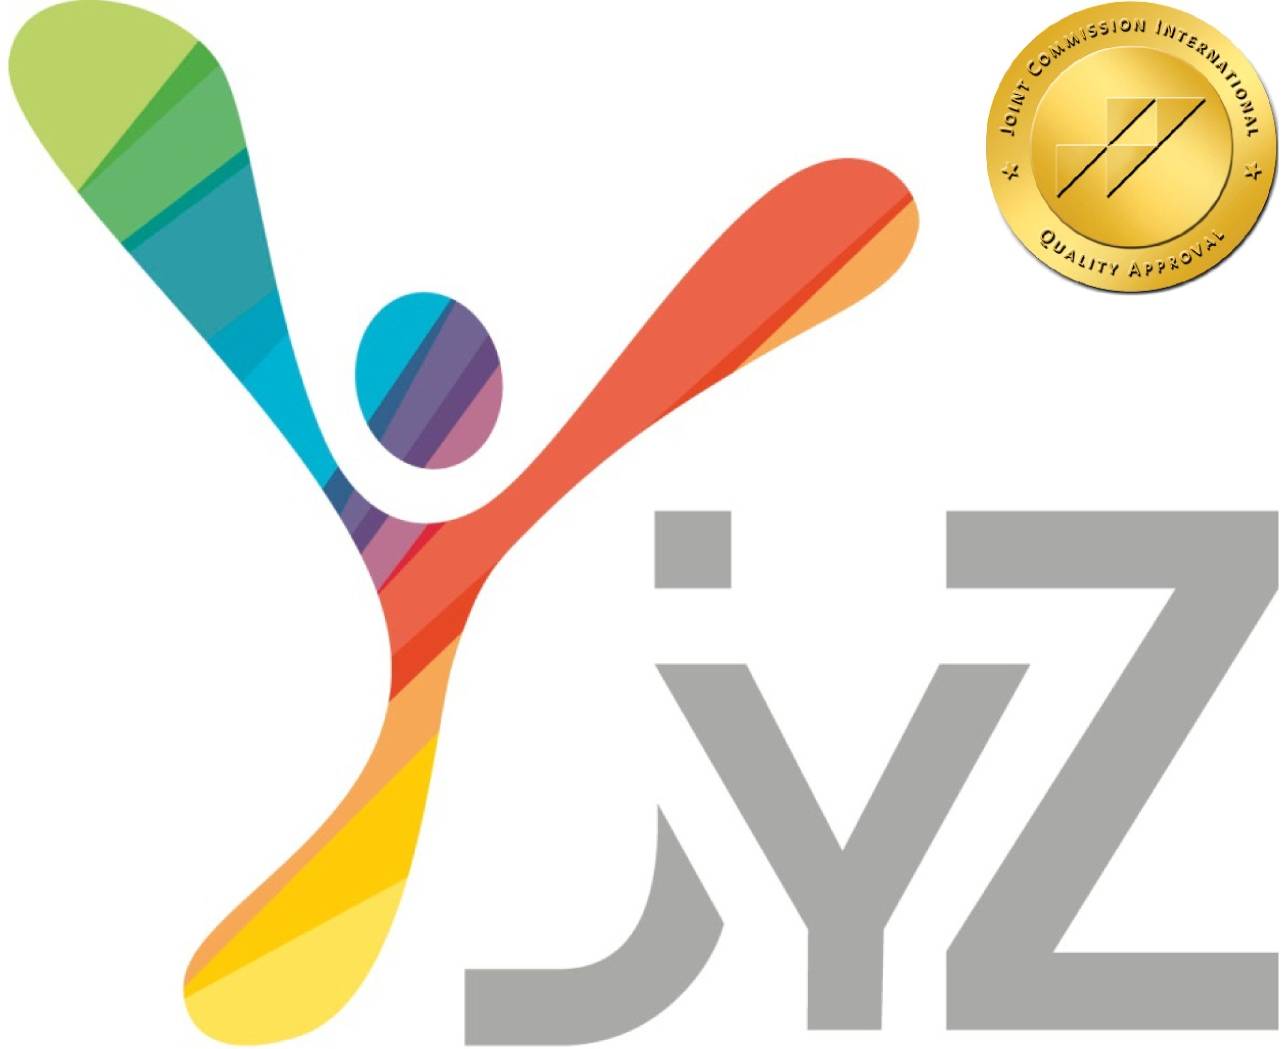 JOINT COMMISSION INTERNATIONAL
QUALITY APPROVAL
jyZ